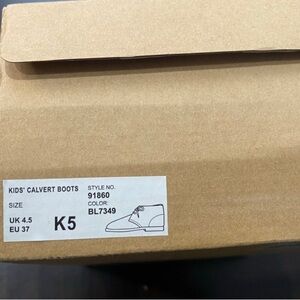 KIDS' CALVERT BOOTS
STYLE NO.
91860
SIZE
COLOR:
BL7349
UK 4.5
EU 37
K5